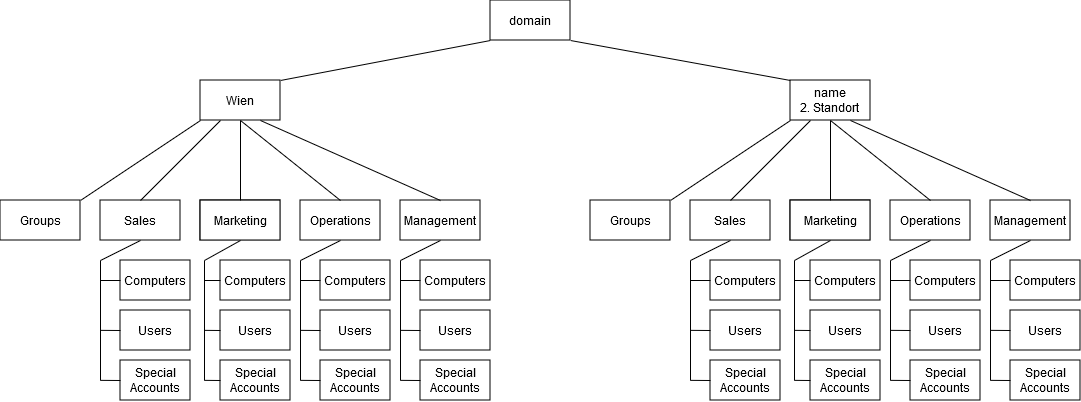 domain
Wien
name
2. Standort
Groups
Sales
Marketing
Operations
Management
Groups
Sales
Marketing
Operations
Management
Computers
Computers
Computers
Computers
Computers
Computers
Computers
Computers
Users
Users
Users
Users
Users
Users
Users
Users
Special
Accounts
Special
Accounts
Special
Accounts
Special
Accounts
Special
Accounts
Special
Accounts
Special
Accounts
Special
Accounts